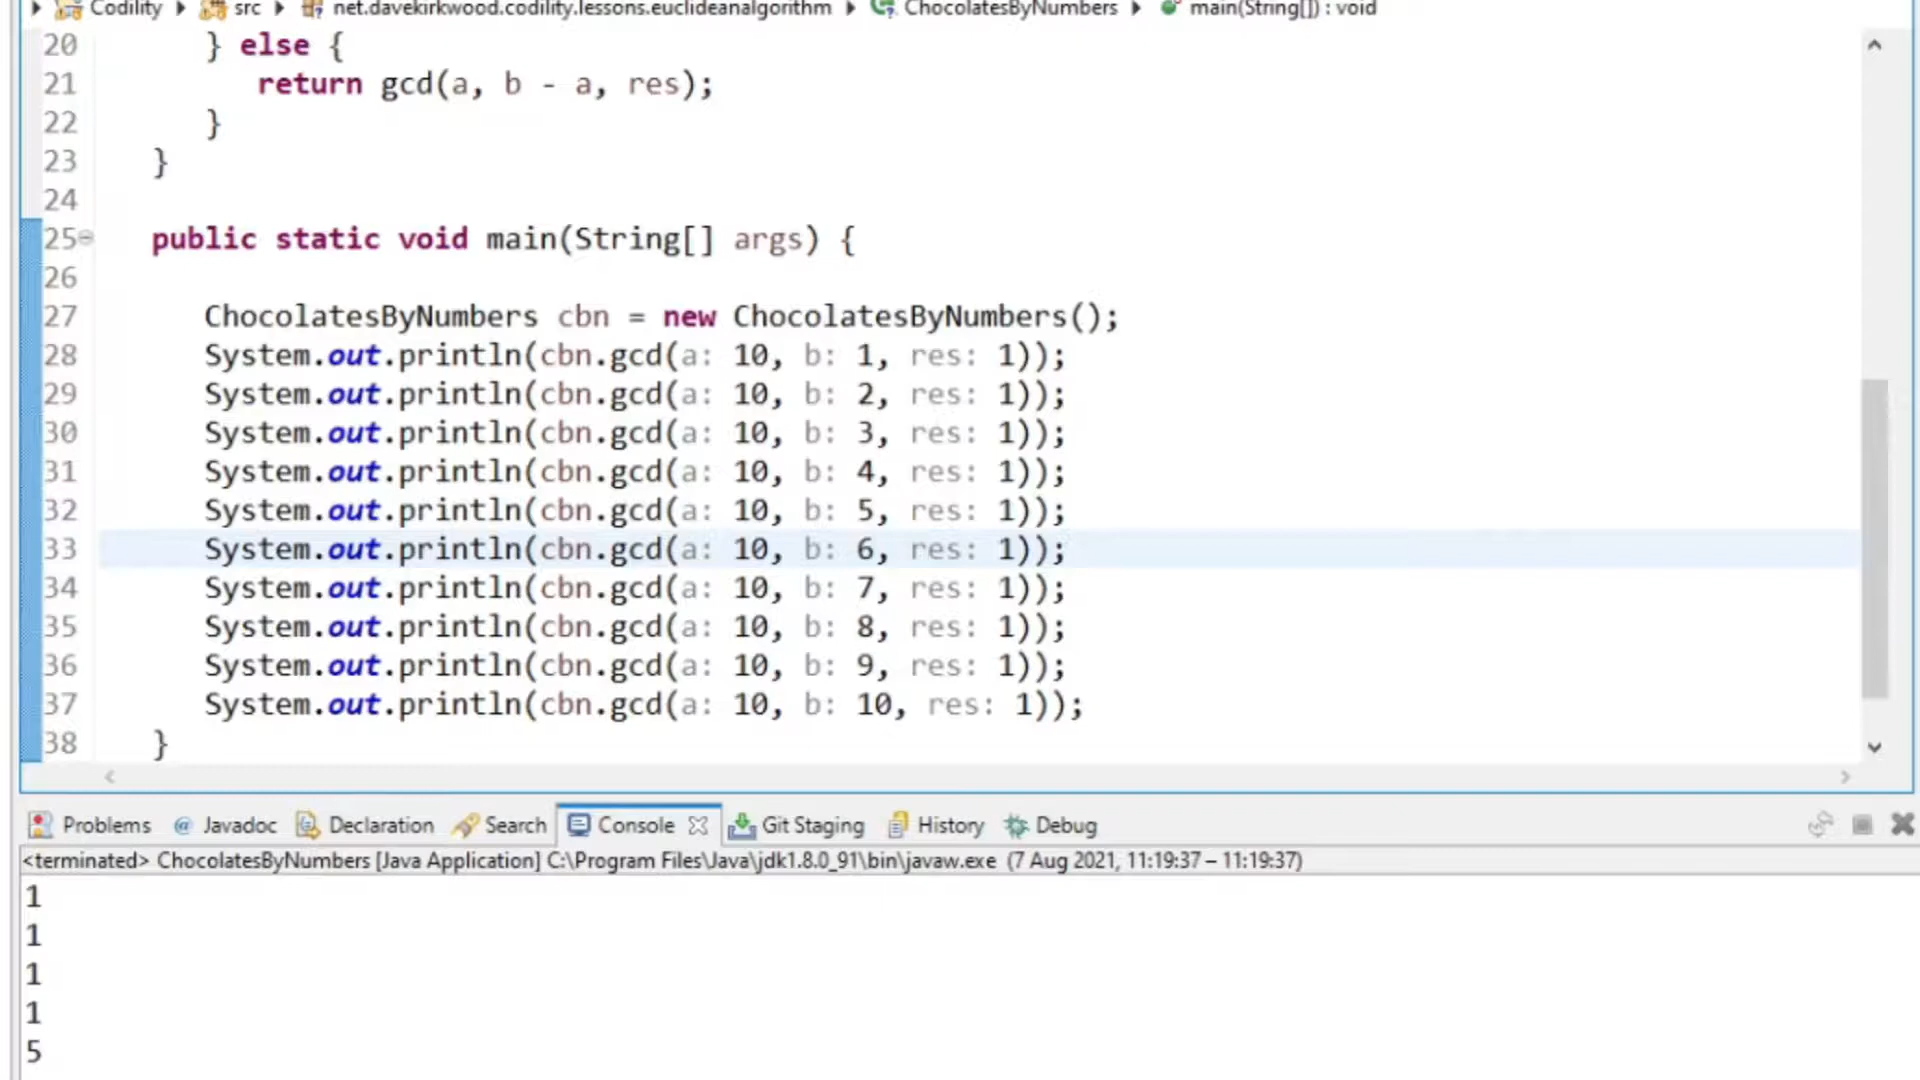 Codility src net.davekirkwood.codility.lessons.euclideanalgorithm ChocolatesByNumbers main(String[]) : void
20 } else {
21 return gcd(a, b - a, res);
22 }
23 }
24
25 public static void main(String[] args) {
26
27 ChocolatesByNumbers cbn = new ChocolatesByNumbers();
28 System.out.println(cbn.gcd(a: 10, b: 1, res: 1));
29 System.out.println(cbn.gcd(a: 10, b: 2, res: 1));
30 System.out.println(cbn.gcd(a: 10, b: 3, res: 1));
31 System.out.println(cbn.gcd(a: 10, b: 4, res: 1));
32 System.out.println(cbn.gcd(a: 10, b: 5, res: 1));
33 System.out.println(cbn.gcd(a: 10, b: 6, res: 1));
34 System.out.println(cbn.gcd(a: 10, b: 7, res: 1));
35 System.out.println(cbn.gcd(a: 10, b: 8, res: 1));
36 System.out.println(cbn.gcd(a: 10, b: 9, res: 1));
37 System.out.println(cbn.gcd(a: 10, b: 10, res: 1));
38 }
Problems Javadoc Declaration Search Console Git Staging History Debug
<terminated> ChocolatesByNumbers [Java Application] C:\Program Files\Java\jdk1.8.0_91\bin\javaw.exe (7 Aug 2021, 11:19:37 – 11:19:37)
1
1
1
1
5